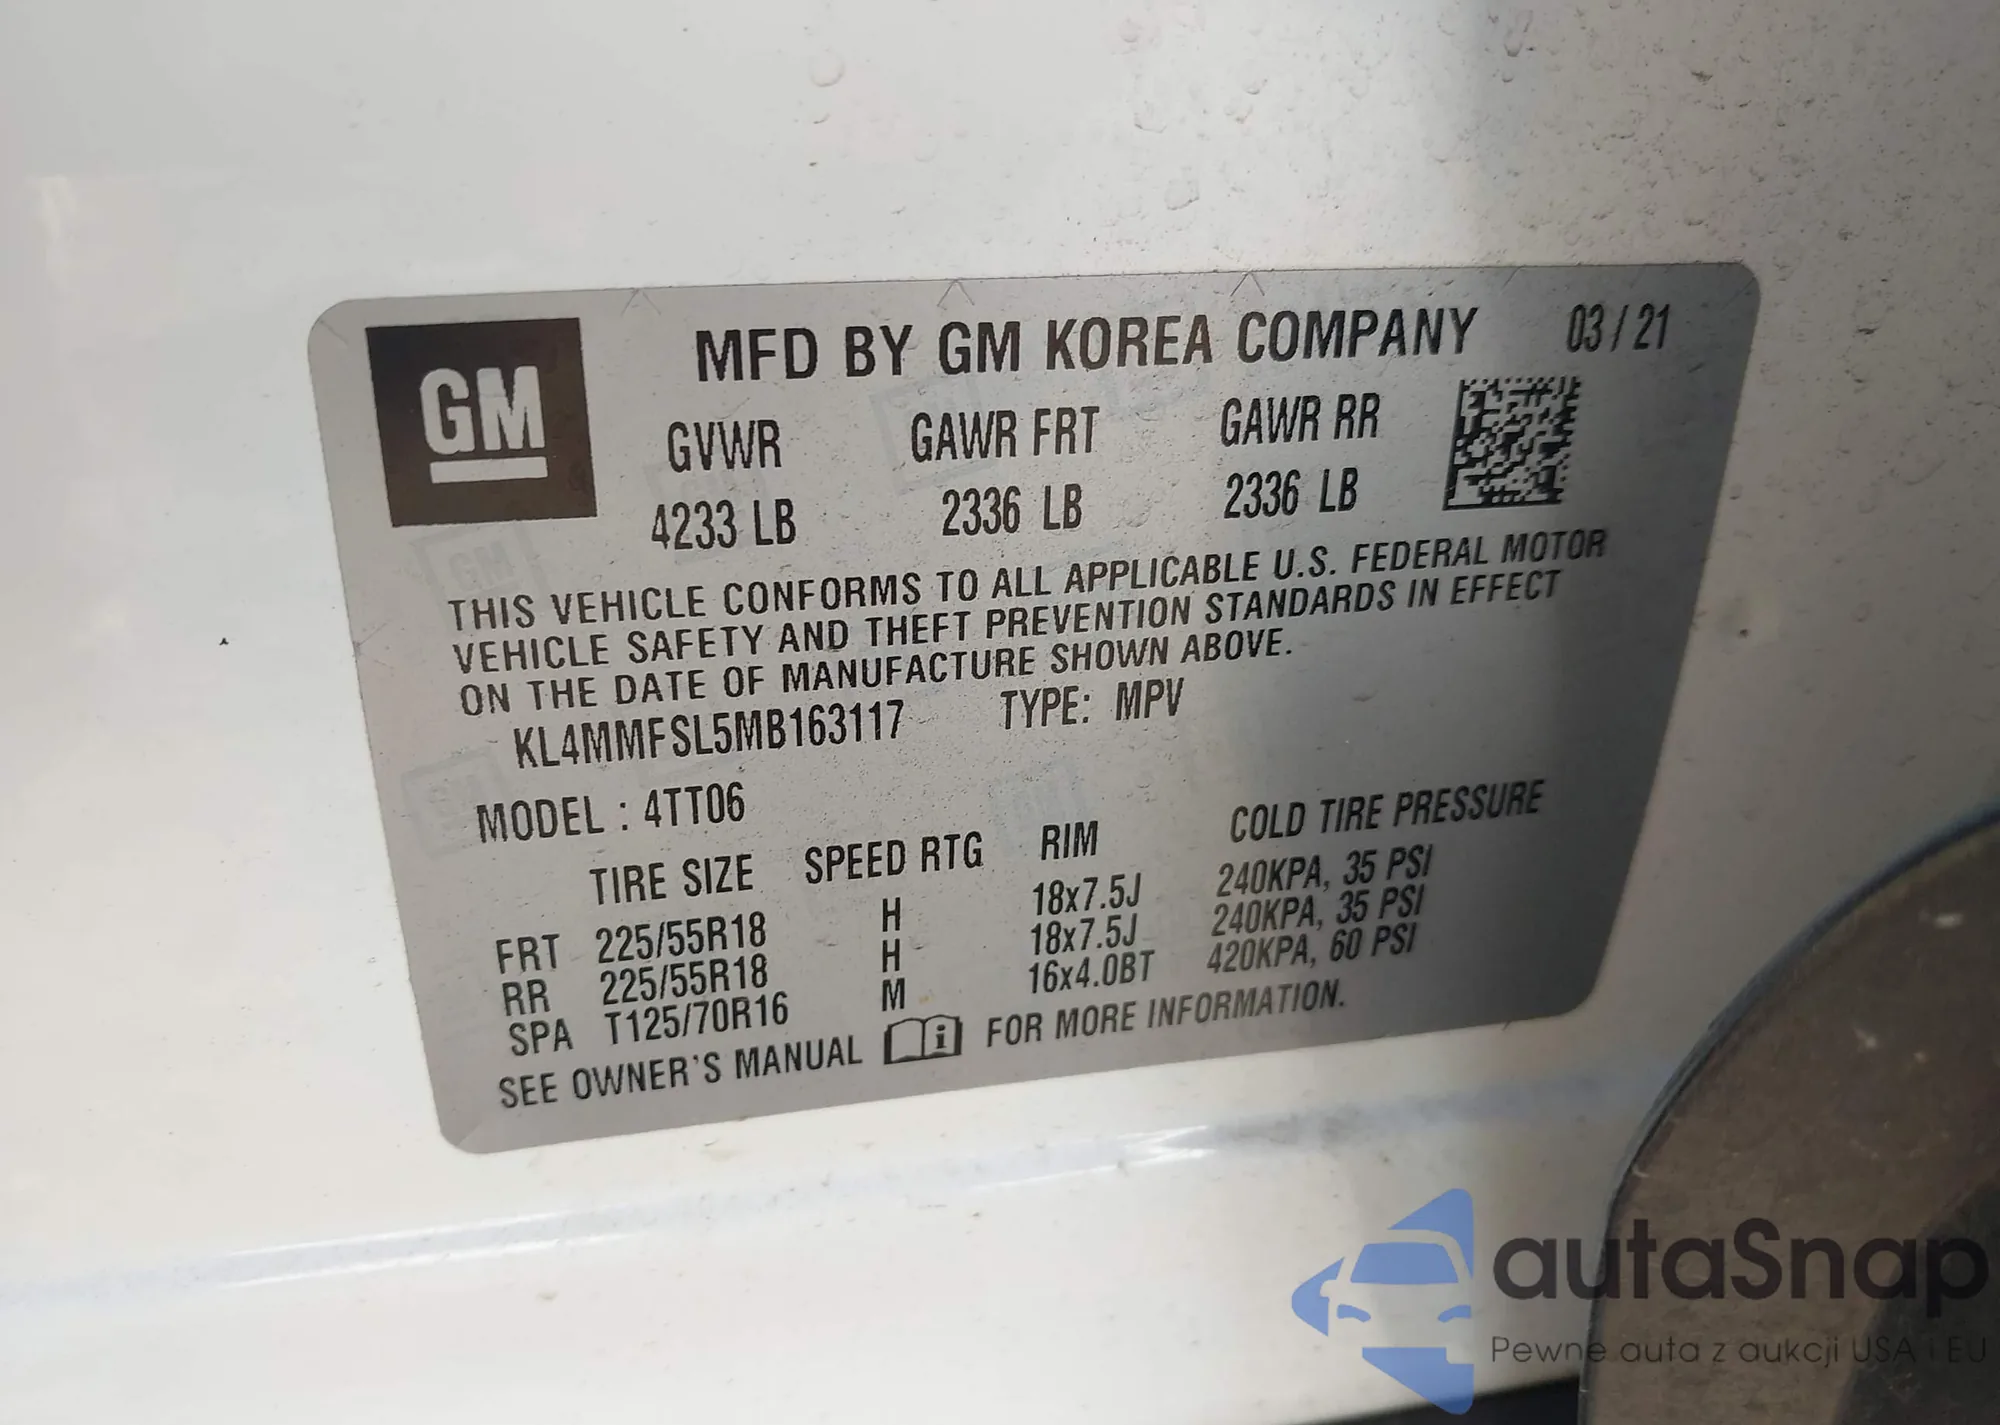 GM
MFD BY GM KOREA COMPANY 03/21
GVWR GAWR FRT GAWR RR
4233 LB 2336 LB 2336 LB
THIS VEHICLE CONFORMS TO ALL APPLICABLE U.S. FEDERAL MOTOR
VEHICLE SAFETY AND THEFT PREVENTION STANDARDS IN EFFECT
ON THE DATE OF MANUFACTURE SHOWN ABOVE.
KL4MMFSL5MB163117 TYPE: MPV
MODEL : 4TT06
TIRE SIZE SPEED RTG RIM COLD TIRE PRESSURE
FRT 225/55R18 H 18x7.5J 240KPA, 35 PSI
RR 225/55R18 H 18x7.5J 240KPA, 35 PSI
SPA T125/70R16 M 16x4.0BT 420KPA, 60 PSI
SEE OWNER'S MANUAL FOR MORE INFORMATION.
autaSnap
Pewne auta z aukcji USA i EU